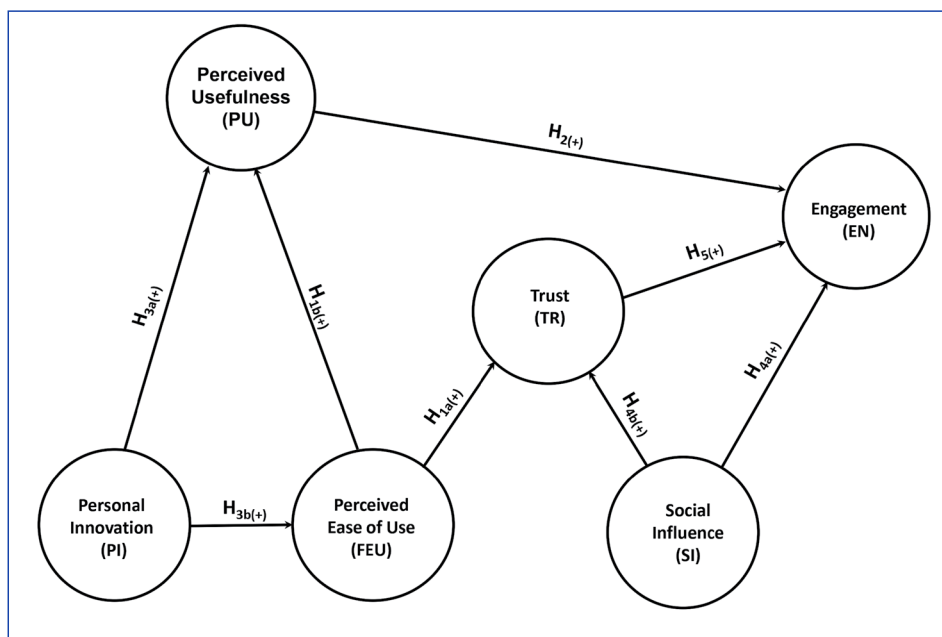 Perceived
Usefulness
(PU)
H2(+)
Engagement
(EN)
H5(+)
Trust
(TR)
H3a(+)
H1b(+)
H1a(+)
H4b(+)
H4a(+)
Personal
Innovation
(PI)
H3b(+)
Perceived
Ease of Use
(FEU)
Social
Influence
(SI)